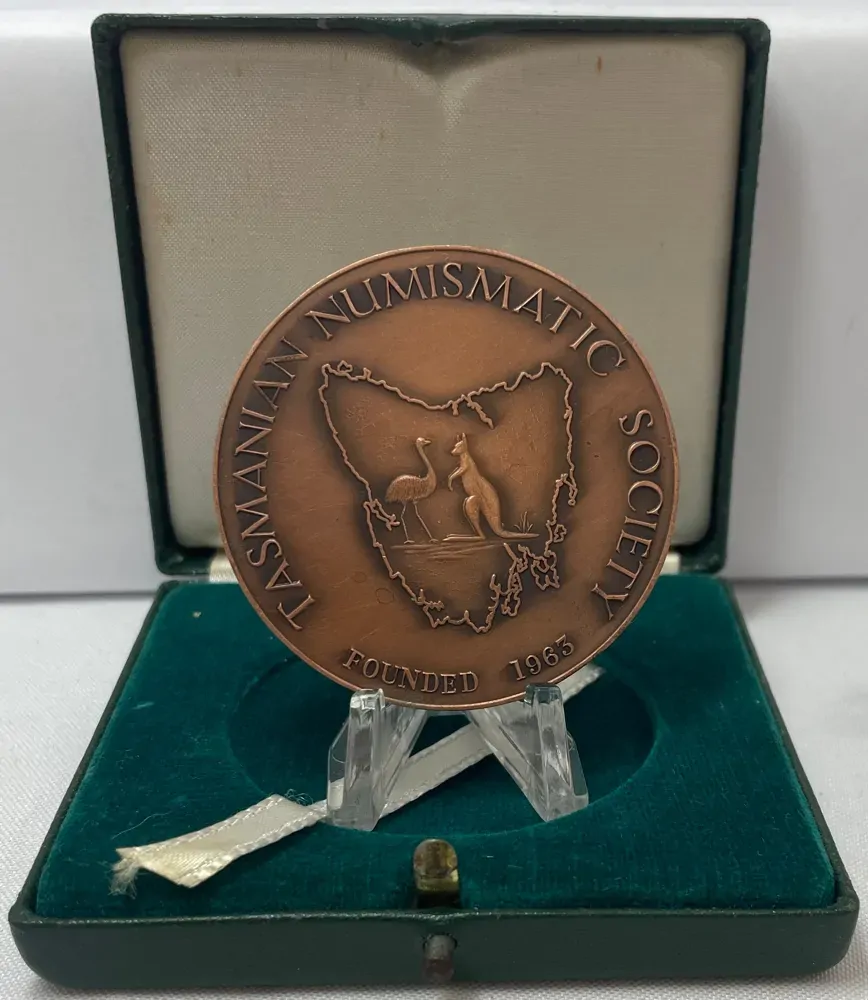 TASMANIAN NUMISMATIC SOCIETY
FOUNDED 1963